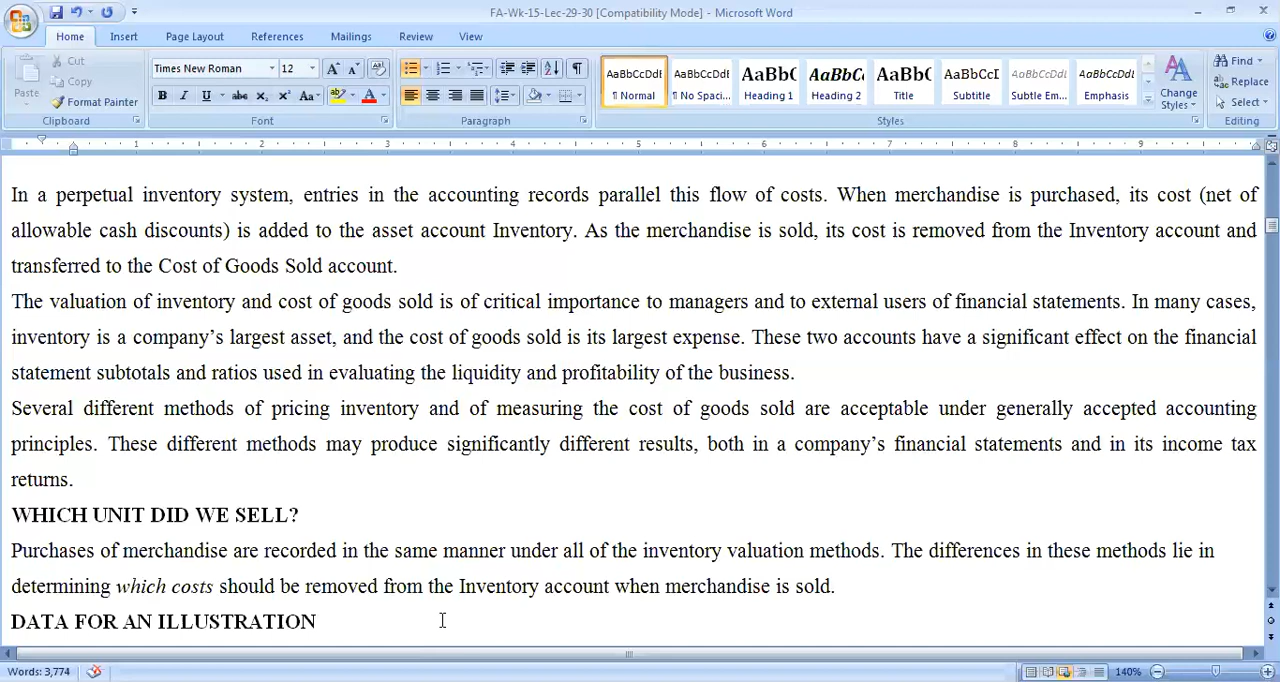 FA-Wk-15-Lec-29-30 [Compatibility Mode] - Microsoft Word
Home Insert Page Layout References Mailings Review View
Paste
Cut
Copy
Format Painter
Clipboard
Times New Roman 12
Font
Paragraph
AaBbCcDdI AaBbCcDdI AaBbC AaBbCc AaBbC AaBbCcI AaBbCcDdI AaBbCcDdI
¶ Normal ¶ No Spaci... Heading 1 Heading 2 Title Subtitle Subtle Em... Emphasis
Change Styles
Styles
Find
Replace
Select
Editing
1 2 3 4 5 6 7 8 9
In a perpetual inventory system, entries in the accounting records parallel this flow of costs. When merchandise is purchased, its cost (net of
allowable cash discounts) is added to the asset account Inventory. As the merchandise is sold, its cost is removed from the Inventory account and
transferred to the Cost of Goods Sold account.
The valuation of inventory and cost of goods sold is of critical importance to managers and to external users of financial statements. In many cases,
inventory is a company’s largest asset, and the cost of goods sold is its largest expense. These two accounts have a significant effect on the financial
statement subtotals and ratios used in evaluating the liquidity and profitability of the business.
Several different methods of pricing inventory and of measuring the cost of goods sold are acceptable under generally accepted accounting
principles. These different methods may produce significantly different results, both in a company’s financial statements and in its income tax
returns.
WHICH UNIT DID WE SELL?
Purchases of merchandise are recorded in the same manner under all of the inventory valuation methods. The differences in these methods lie in
determining which costs should be removed from the Inventory account when merchandise is sold.
DATA FOR AN ILLUSTRATION
Words: 3,774
140%